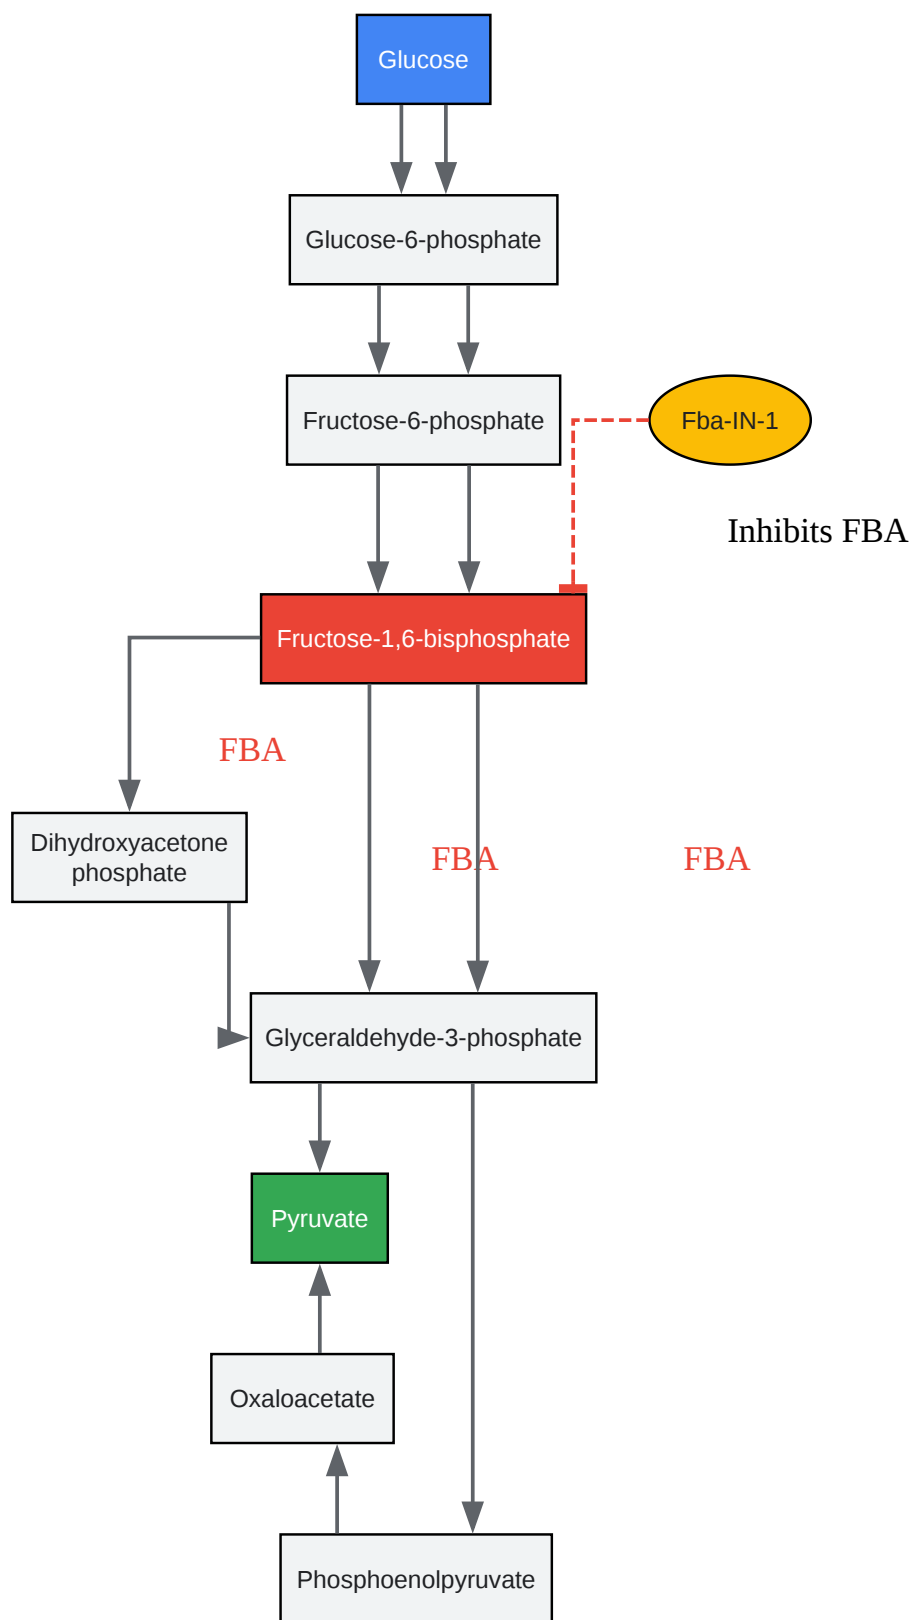 Glucose
Glucose-6-phosphate
Fructose-6-phosphate
Fba-IN-1
Inhibits FBA
Fructose-1,6-bisphosphate
FBA
Dihydroxyacetone
phosphate
FBA
FBA
Glyceraldehyde-3-phosphate
Pyruvate
Oxaloacetate
Phosphoenolpyruvate